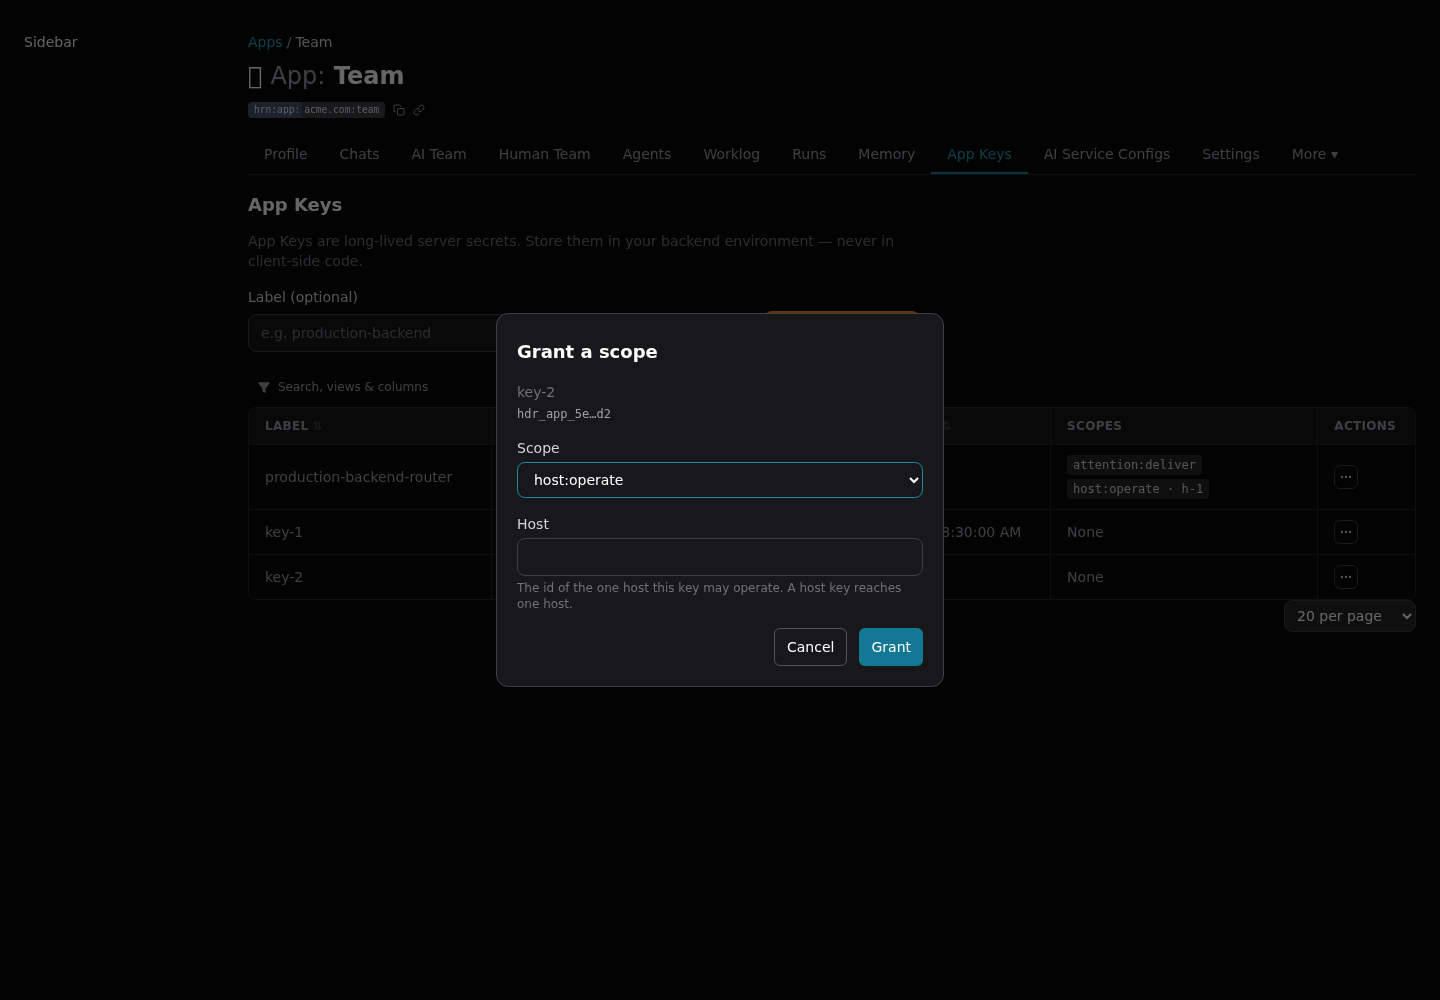 Sidebar
Apps / Team
App: Team
hrn:app: acme.com:team
Profile Chats AI Team Human Team Agents Worklog Runs Memory App Keys AI Service Configs Settings More ▾
App Keys
App Keys are long-lived server secrets. Store them in your backend environment — never in
client-side code.
Label (optional)
e.g. production-backend
Search, views & columns
LABEL ⇅ SCOPES ACTIONS
production-backend-router attention:deliver
host:operate · h-1
key-1 8:30:00 AM None
key-2 None
20 per page
Grant a scope
key-2
hdr_app_5e…d2
Scope
host:operate
Host
The id of the one host this key may operate. A host key reaches
one host.
Cancel Grant